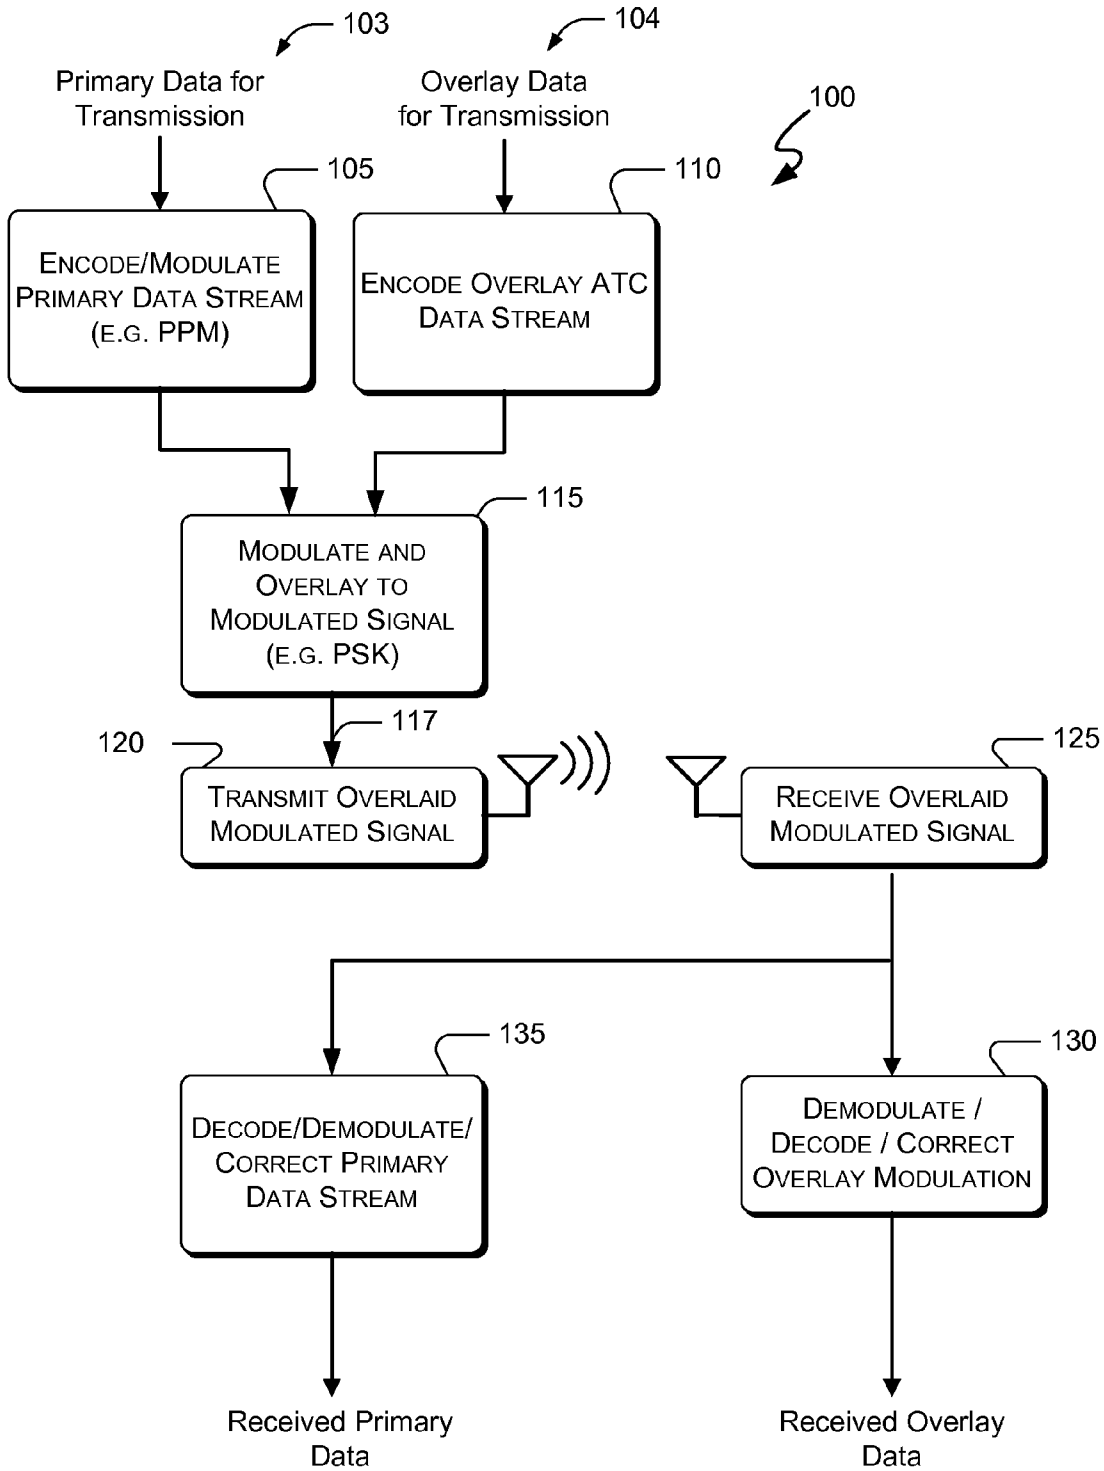 103
104
Primary Data for
Transmission
Overlay Data
for Transmission
100
105
110
ENCODE/MODULATE
PRIMARY DATA STREAM
(E.G. PPM)
ENCODE OVERLAY ATC
DATA STREAM
115
MODULATE AND
OVERLAY TO
MODULATED SIGNAL
(E.G. PSK)
117
120
125
TRANSMIT OVERLAID
MODULATED SIGNAL
RECEIVE OVERLAID
MODULATED SIGNAL
135
130
DECODE/DEMODULATE/
CORRECT PRIMARY
DATA STREAM
DEMODULATE /
DECODE / CORRECT
OVERLAY MODULATION
Received Primary
Data
Received Overlay
Data